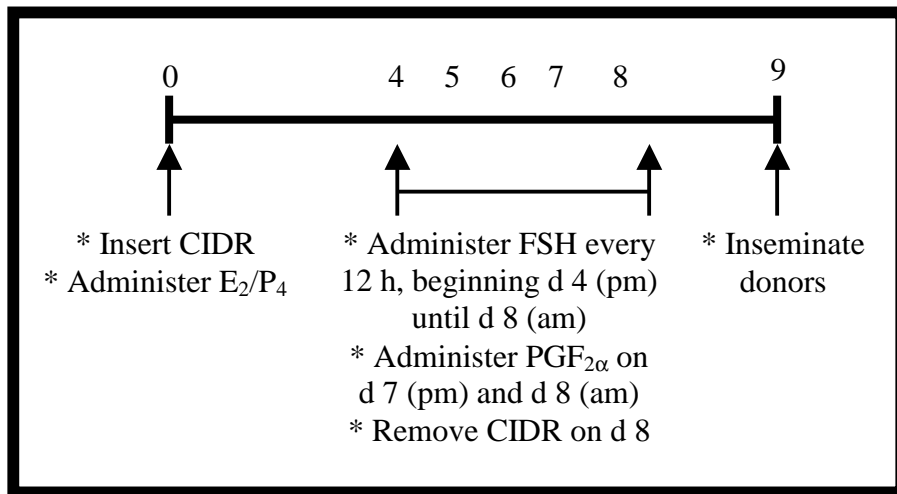 0 4 5 6 7 8 9
* Insert CIDR
* Administer E₂/P₄
* Administer FSH every
12 h, beginning d 4 (pm)
until d 8 (am)
* Administer PGF₂α on
d 7 (pm) and d 8 (am)
* Remove CIDR on d 8
* Inseminate
donors